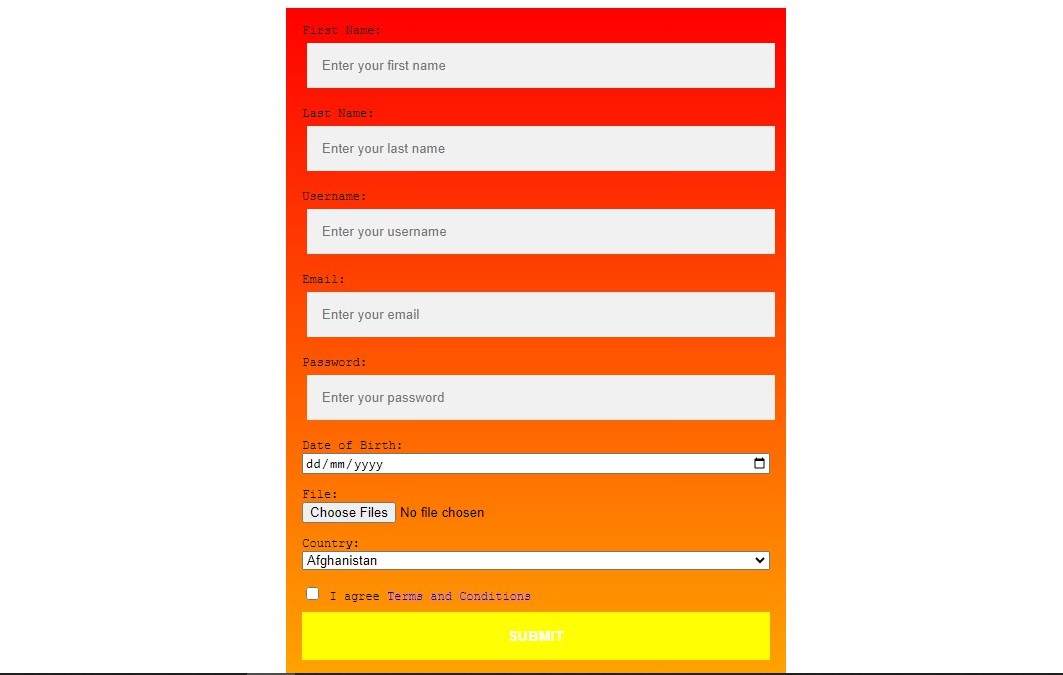 First Name:
Enter your first name
Last Name:
Enter your last name
Username:
Enter your username
Email:
Enter your email
Password:
Enter your password
Date of Birth:
dd/mm/yyyy
File:
Choose Files No file chosen
Country:
Afghanistan
I agree Terms and Conditions
SUBMIT